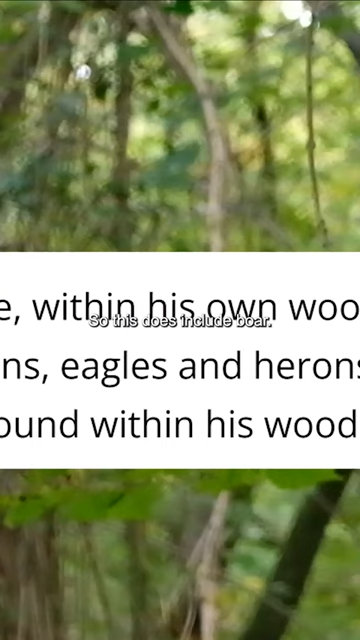 e, within his own woo
So this does include boar.
ns, eagles and herons
ound within his wood